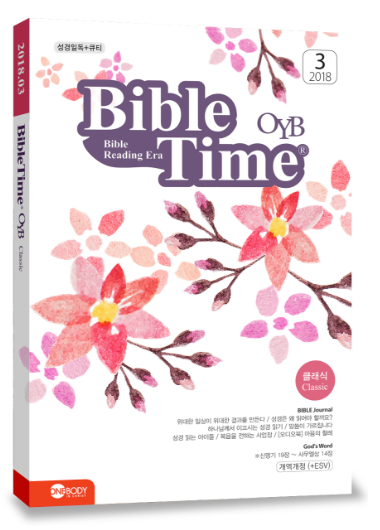 성경일독+큐티
3
2018
Bible
Time®
OYB
Bible
Reading Era
클래식
Classic
BIBLE Journal
위대한 일상이 위대한 결과를 만든다 / 성경은 왜 읽어야 할까요?
하나님께서 이끄시는 성경 읽기 / 말씀이 가르칩니다
성경 읽는 아이들 / 복음을 전하는 사업장 / [오디오북] 마음의 헬레
God's Word
*신명기 19장 ~ 사무엘상 14장
개역개정 (+ESV)
2018.03
BibleTime® OYB
Classic
ONEBODY